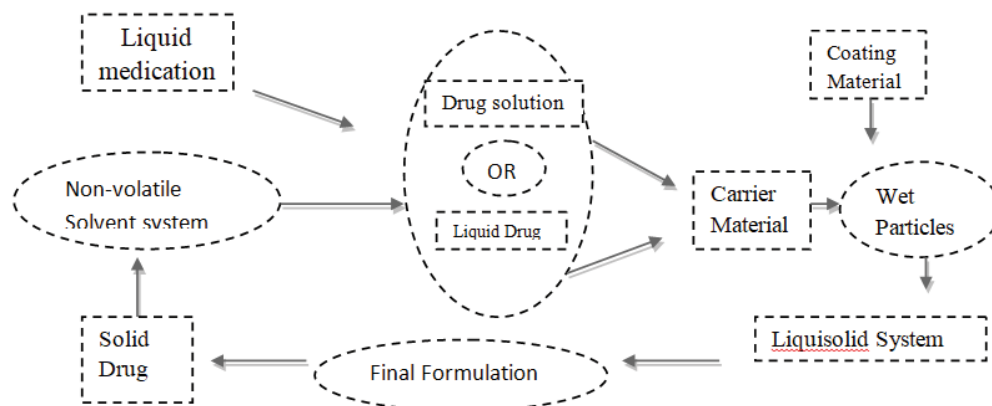 Liquid
medication
Drug solution
OR
Liquid Drug
Coating
Material
Non-volatile
Solvent system
Carrier
Material
Wet
Particles
Solid
Drug
Final Formulation
Liquisolid System